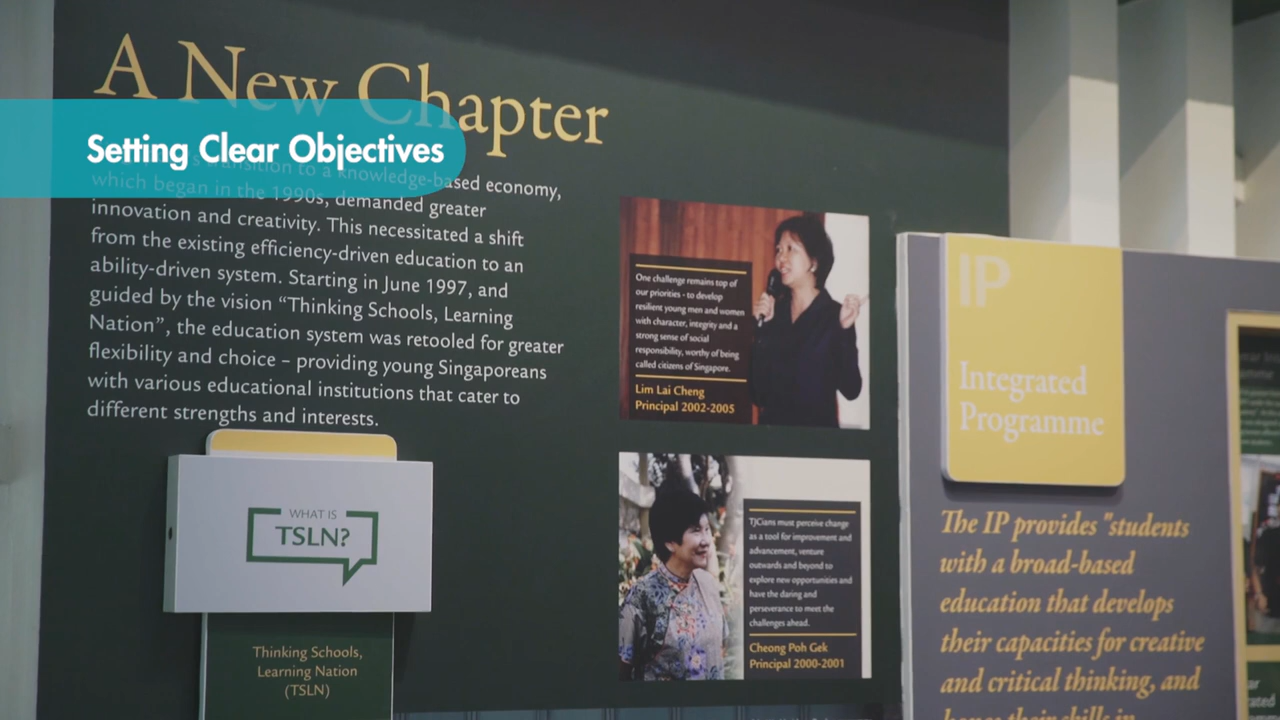 A New Chapter
Setting Clear Objectives
transition to a knowledge-based economy,
which began in the 1990s, demanded greater
innovation and creativity. This necessitated a shift
from the existing efficiency-driven education to an
ability-driven system. Starting in June 1997, and
guided by the vision “Thinking Schools, Learning
Nation”, the education system was retooled for greater
flexibility and choice – providing young Singaporeans
with various educational institutions that cater to
different strengths and interests.
WHAT IS
TSLN?
Thinking Schools,
Learning Nation
(TSLN)
One challenge remains top of
our priorities - to develop
resilient young men and women
with character, integrity and a
strong sense of social
responsibility, worthy of being
called citizens of Singapore.
Lim Lai Cheng
Principal 2002-2005
TJCians must perceive change
as a tool for improvement and
advancement, venture
outwards and beyond to
explore new opportunities and
have the daring and
perseverance to meet the
challenges ahead.
Cheong Poh Gek
Principal 2000-2001
IP
Integrated
Programme
The IP provides "students
with a broad-based
education that develops
their capacities for creative
and critical thinking, and